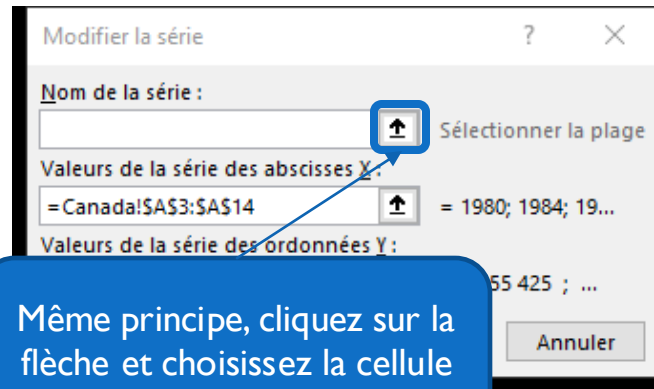 Modifier la série ? ×
Nom de la série :
Sélectionner la plage
Valeurs de la série des abscisses X :
=Canada!$A$3:$A$14 = 1980; 1984; 19...
Valeurs de la série des ordonnées Y :
55 425 ; ...
Même principe, cliquez sur la
flèche et choisissez la cellule
Annuler